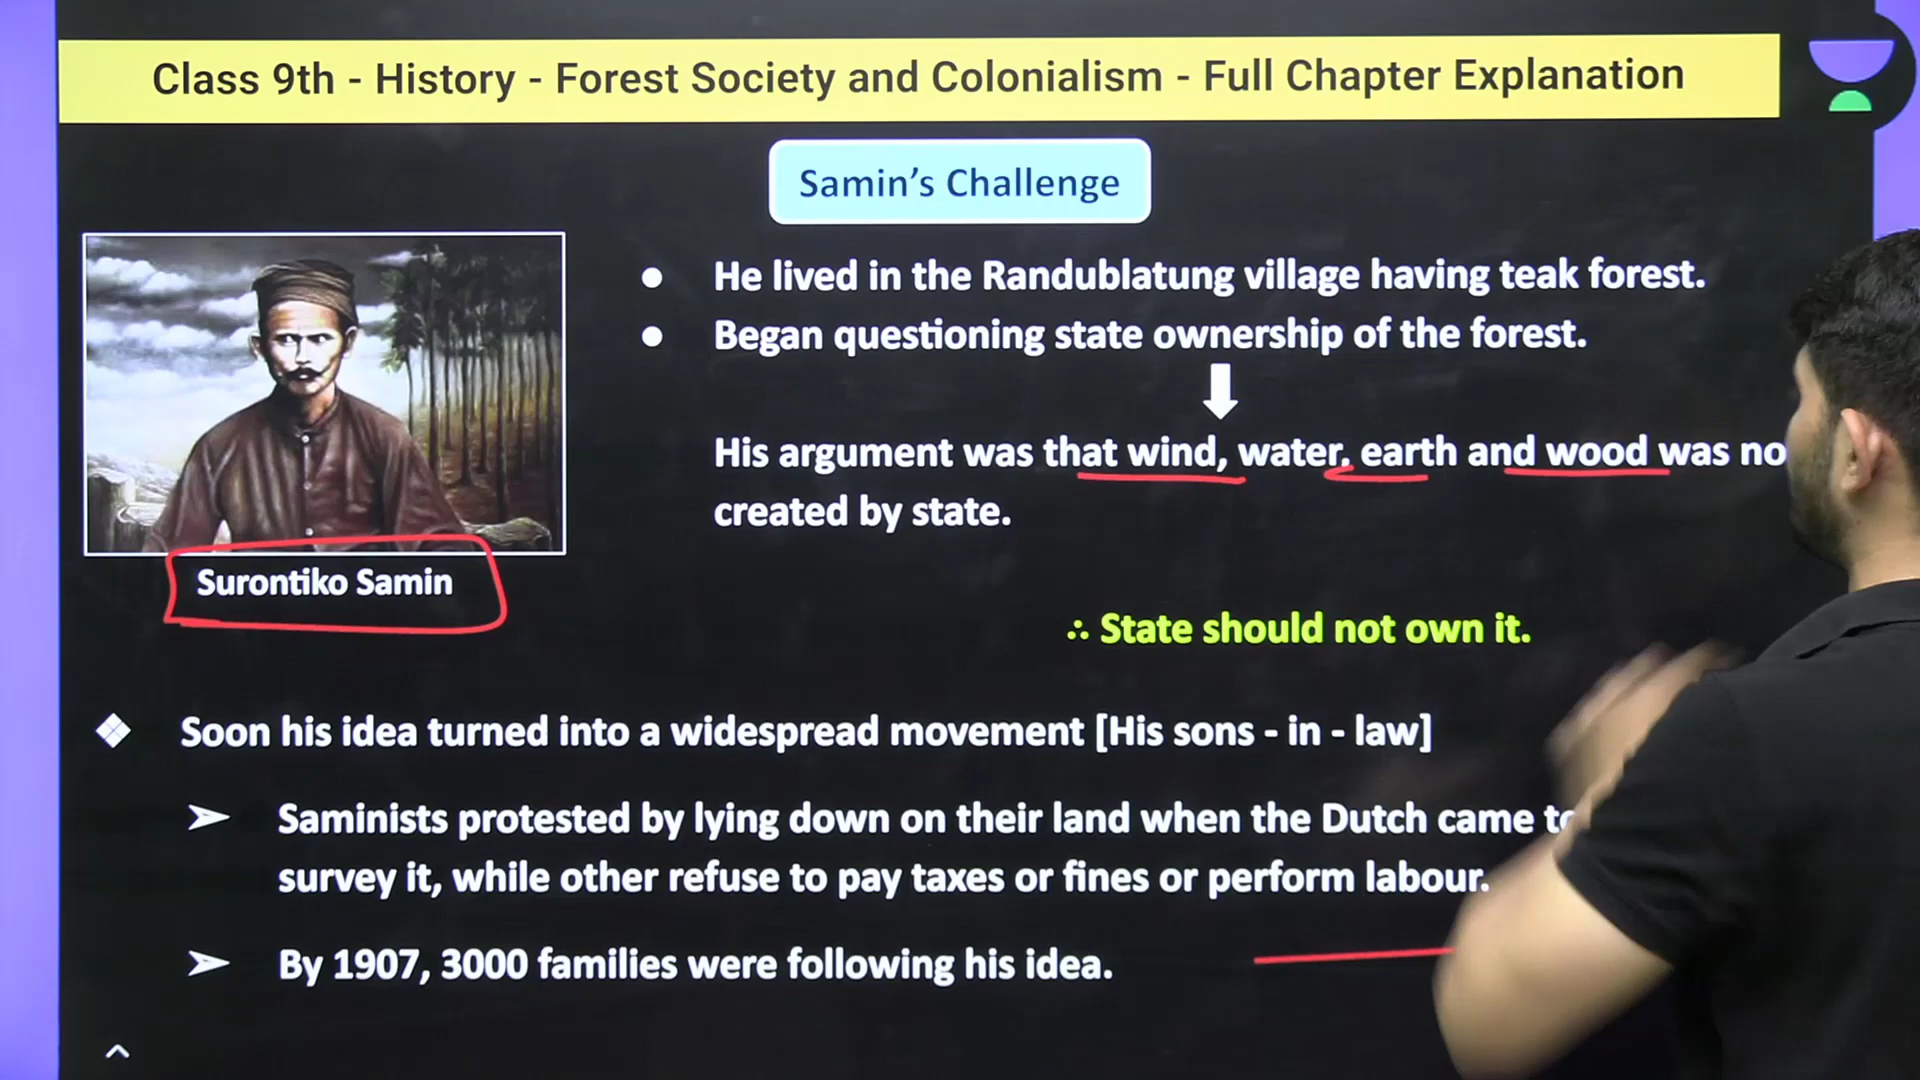 Class 9th - History - Forest Society and Colonialism - Full Chapter Explanation
Samin’s Challenge
● He lived in the Randublatung village having teak forest.
● Began questioning state ownership of the forest.
His argument was that wind, water, earth and wood was no
created by state.
Surontiko Samin
∴ State should not own it.
❖ Soon his idea turned into a widespread movement [His sons - in - law]
➢ Saminists protested by lying down on their land when the Dutch came to
survey it, while other refuse to pay taxes or fines or perform labour.
➢ By 1907, 3000 families were following his idea.